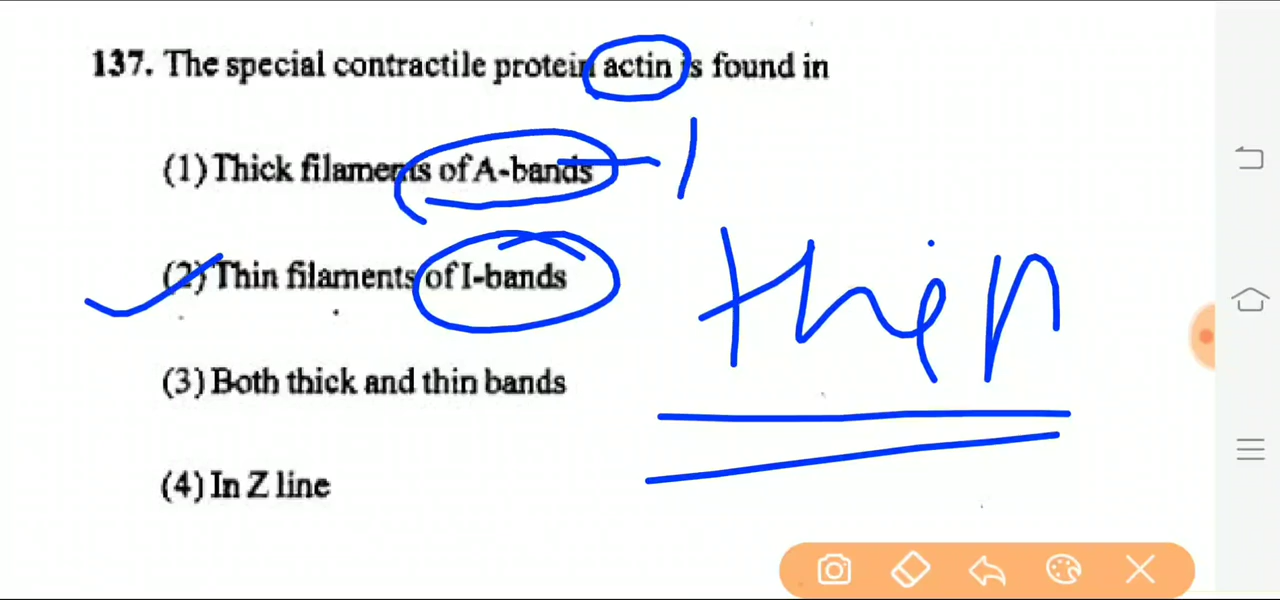 137. The special contractile protein actin is found in
(1) Thick filaments of A-bands
(2) Thin filaments of I-bands
thin
(3) Both thick and thin bands
(4) In Z line